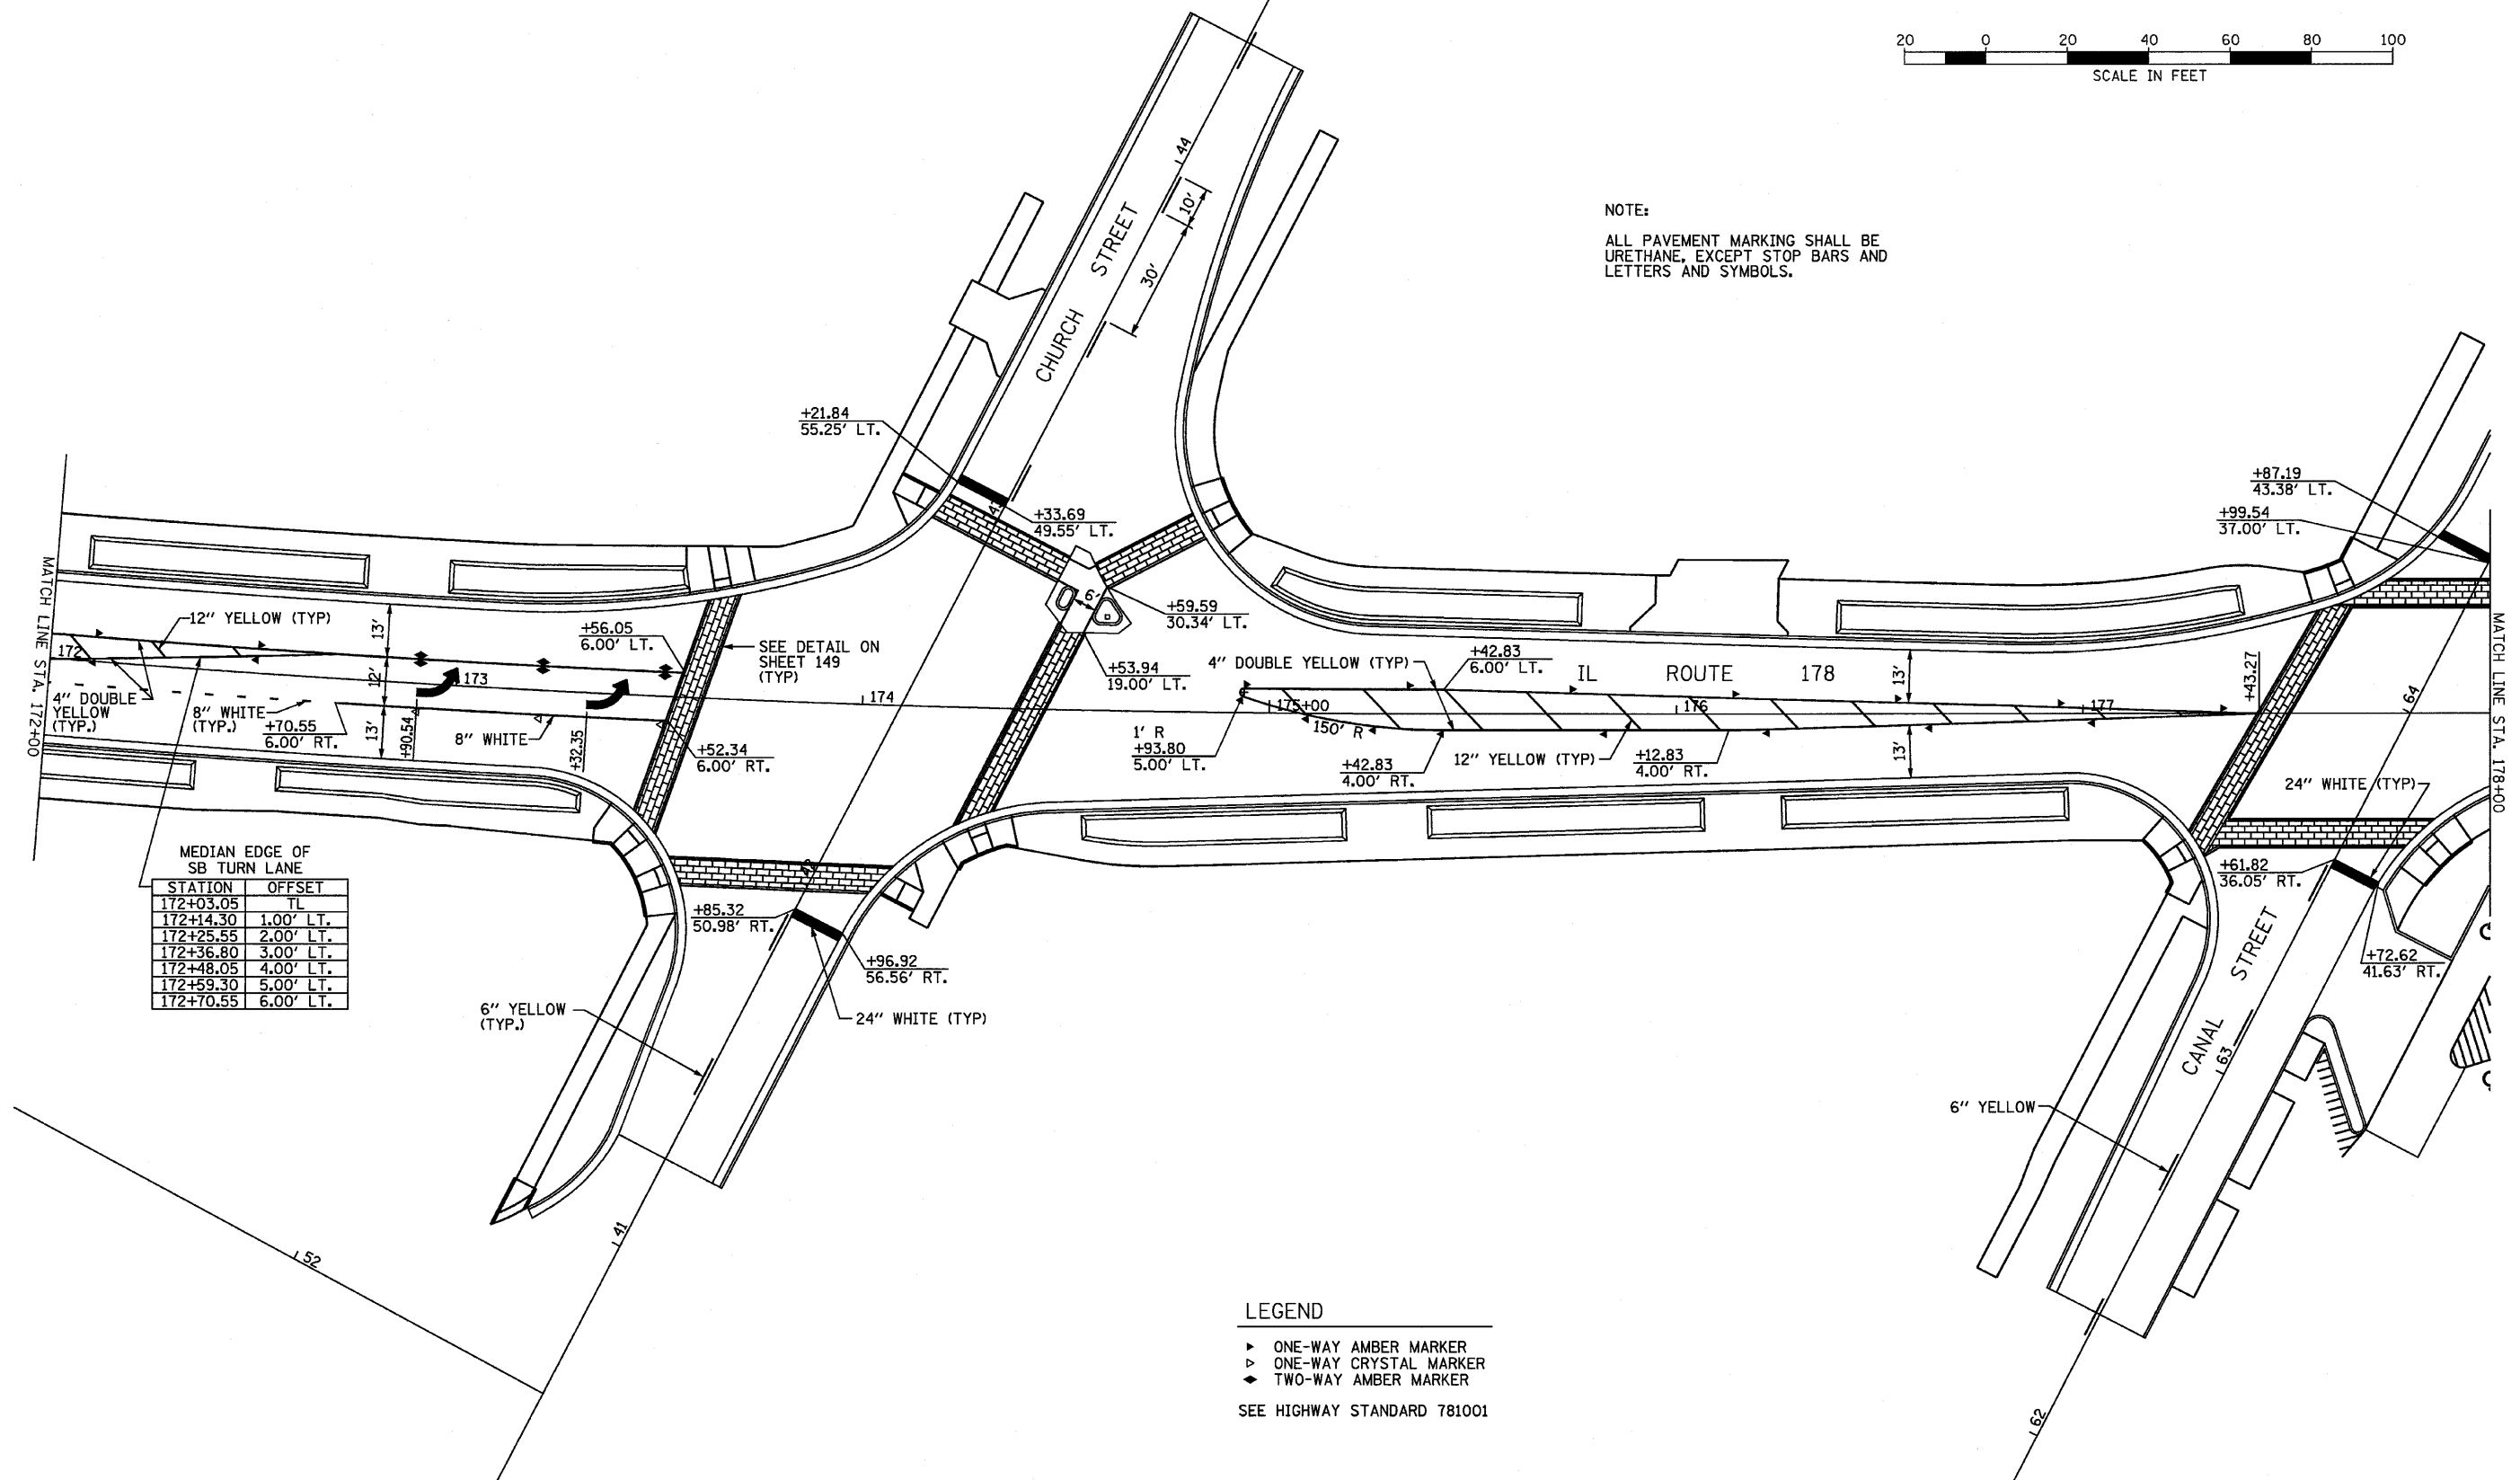 20 0 20 40 60 80 100
SCALE IN FEET
NOTE:
ALL PAVEMENT MARKING SHALL BE
URETHANE, EXCEPT STOP BARS AND
LETTERS AND SYMBOLS.
44
10'
30'
CHURCH STREET
+21.84
55.25' LT.
+33.69
49.55' LT.
+87.19
43.38' LT.
+99.54
37.00' LT.
MATCH LINE STA. 172+00
12" YELLOW (TYP)
13'
+56.05
6.00' LT.
SEE DETAIL ON
SHEET 149
(TYP)
6'
+59.59
30.34' LT.
+53.94
19.00' LT.
4" DOUBLE YELLOW (TYP)
+42.83
6.00' LT.
IL ROUTE 178
13'
+43.27
64
MATCH LINE STA. 178+00
172
12'
173
174
175+00
176
177
4" DOUBLE
YELLOW
(TYP.)
8" WHITE
(TYP.)
+70.55
6.00' RT.
13'
+90.54
8" WHITE
+32.35
+52.34
6.00' RT.
1' R
+93.80
5.00' LT.
150' R
+42.83
4.00' RT.
12" YELLOW (TYP)
+12.83
4.00' RT.
13'
24" WHITE (TYP)
MEDIAN EDGE OF
SB TURN LANE
STATION OFFSET
172+03.05 TL
172+14.30 1.00' LT.
172+25.55 2.00' LT.
172+36.80 3.00' LT.
172+48.05 4.00' LT.
172+59.30 5.00' LT.
172+70.55 6.00' LT.
+85.32
50.98' RT.
+96.92
56.56' RT.
+61.82
36.05' RT.
+72.62
41.63' RT.
6" YELLOW
(TYP.)
24" WHITE (TYP)
CANAL STREET
63
6" YELLOW
41
52
62
LEGEND
ONE-WAY AMBER MARKER
ONE-WAY CRYSTAL MARKER
TWO-WAY AMBER MARKER
SEE HIGHWAY STANDARD 781001